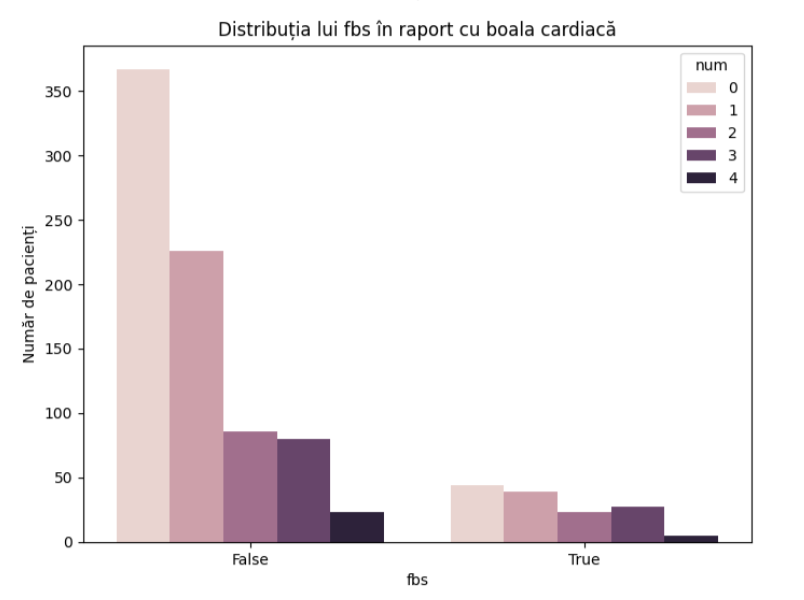 Distribuția lui fbs în raport cu boala cardiacă
num
0
1
2
3
4
Număr de pacienți
350
300
250
200
150
100
50
0
False
True
fbs